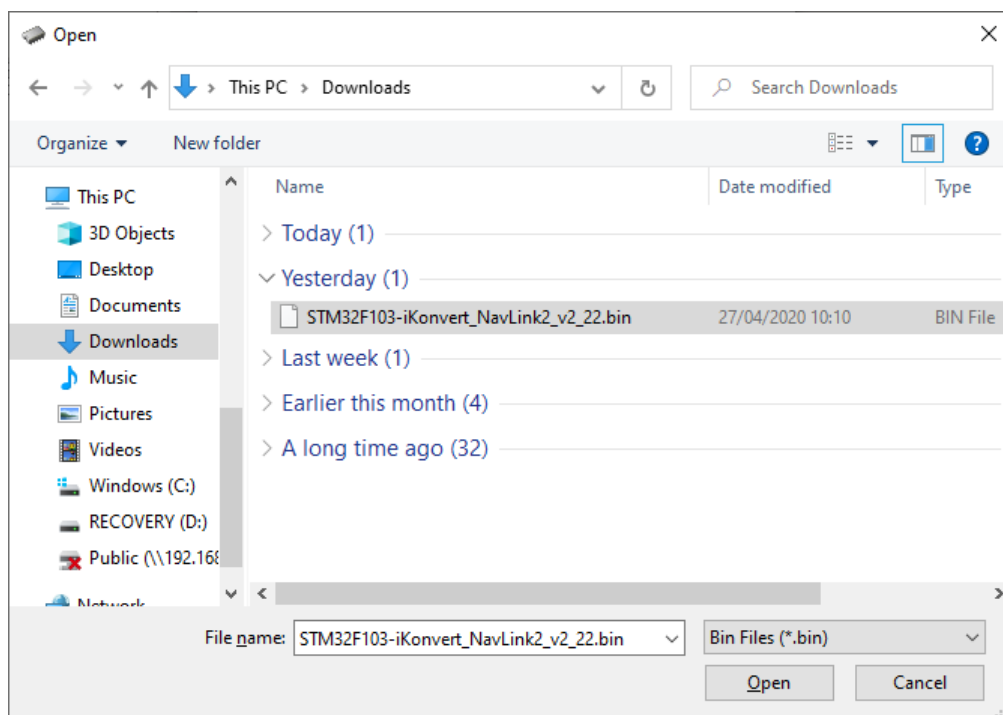 Open
This PC > Downloads
Search Downloads
Organize
New folder
?
This PC
3D Objects
Desktop
Documents
Downloads
Music
Pictures
Videos
Windows (C:)
RECOVERY (D:)
Public (\\192.168
Network
Name Date modified Type
Today (1)
Yesterday (1)
STM32F103-iKonvert_NavLink2_v2_22.bin 27/04/2020 10:10 BIN File
Last week (1)
Earlier this month (4)
A long time ago (32)
File name: STM32F103-iKonvert_NavLink2_v2_22.bin Bin Files (*.bin)
Open Cancel